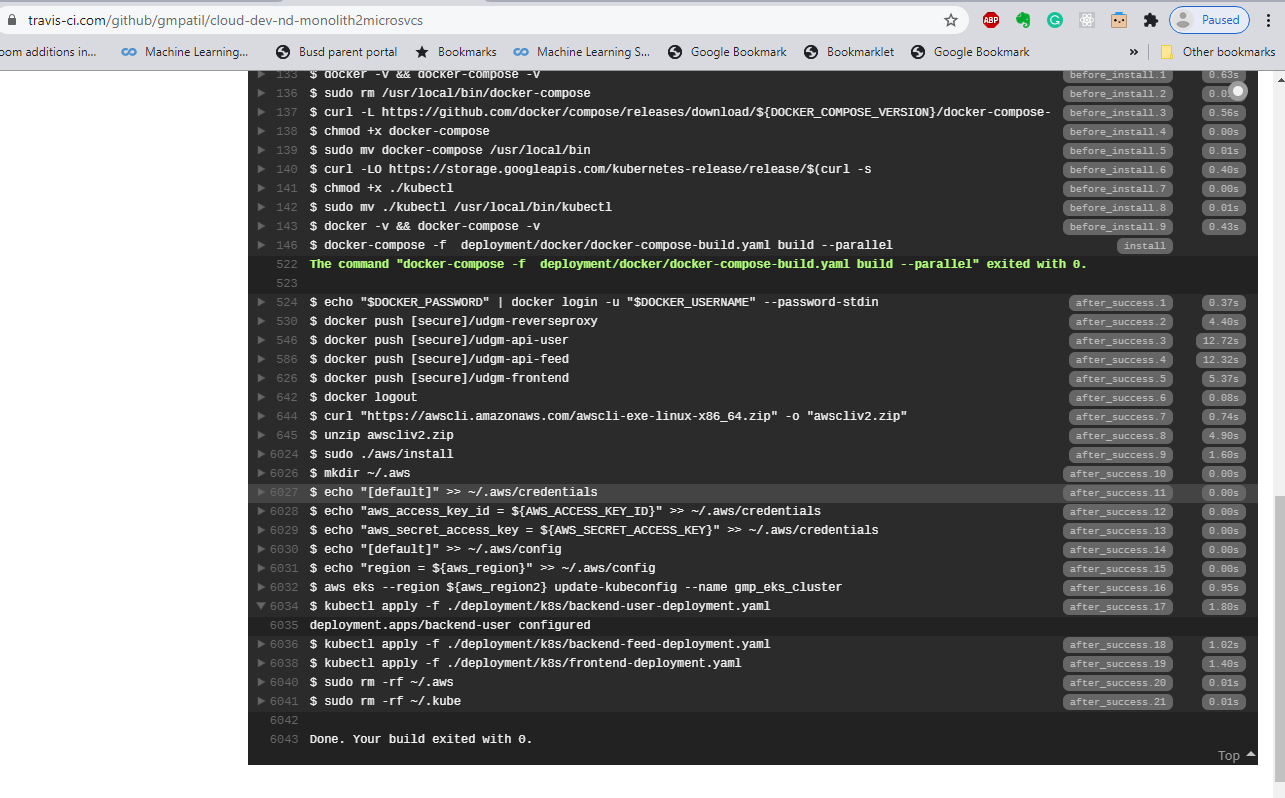 travis-ci.com/github/gmpatil/cloud-dev-nd-monolith2microsvcs
ABP
Paused
oom additions in...
Machine Learning...
Busd parent portal
Bookmarks
Machine Learning S...
Google Bookmark
Bookmarklet
Google Bookmark
»
Other bookmarks
133 $ docker -v && docker-compose -v before_install.1 0.63s
136 $ sudo rm /usr/local/bin/docker-compose before_install.2
137 $ curl -L https://github.com/docker/compose/releases/download/${DOCKER_COMPOSE_VERSION}/docker-compose- before_install.3 0.56s
138 $ chmod +x docker-compose before_install.4 0.00s
139 $ sudo mv docker-compose /usr/local/bin before_install.5 0.01s
140 $ curl -LO https://storage.googleapis.com/kubernetes-release/release/$(curl -s before_install.6 0.40s
141 $ chmod +x ./kubectl before_install.7 0.00s
142 $ sudo mv ./kubectl /usr/local/bin/kubectl before_install.8 0.01s
143 $ docker -v && docker-compose -v before_install.9 0.43s
146 $ docker-compose -f  deployment/docker/docker-compose-build.yaml build --parallel install
522 The command "docker-compose -f  deployment/docker/docker-compose-build.yaml build --parallel" exited with 0.
523
524 $ echo "$DOCKER_PASSWORD" | docker login -u "$DOCKER_USERNAME" --password-stdin after_success.1 0.37s
530 $ docker push [secure]/udgm-reverseproxy after_success.2 4.40s
546 $ docker push [secure]/udgm-api-user after_success.3 12.72s
586 $ docker push [secure]/udgm-api-feed after_success.4 12.32s
626 $ docker push [secure]/udgm-frontend after_success.5 5.37s
642 $ docker logout after_success.6 0.08s
644 $ curl "https://awscli.amazonaws.com/awscli-exe-linux-x86_64.zip" -o "awscliv2.zip" after_success.7 0.74s
645 $ unzip awscliv2.zip after_success.8 4.90s
6024 $ sudo ./aws/install after_success.9 1.60s
6026 $ mkdir ~/.aws after_success.10 0.00s
6027 $ echo "[default]" >> ~/.aws/credentials after_success.11 0.00s
6028 $ echo "aws_access_key_id = ${AWS_ACCESS_KEY_ID}" >> ~/.aws/credentials after_success.12 0.00s
6029 $ echo "aws_secret_access_key = ${AWS_SECRET_ACCESS_KEY}" >> ~/.aws/credentials after_success.13 0.00s
6030 $ echo "[default]" >> ~/.aws/config after_success.14 0.00s
6031 $ echo "region = ${aws_region}" >> ~/.aws/config after_success.15 0.00s
6032 $ aws eks --region ${aws_region2} update-kubeconfig --name gmp_eks_cluster after_success.16 0.95s
6034 $ kubectl apply -f ./deployment/k8s/backend-user-deployment.yaml after_success.17 1.80s
6035 deployment.apps/backend-user configured
6036 $ kubectl apply -f ./deployment/k8s/backend-feed-deployment.yaml after_success.18 1.02s
6038 $ kubectl apply -f ./deployment/k8s/frontend-deployment.yaml after_success.19 1.40s
6040 $ sudo rm -rf ~/.aws after_success.20 0.01s
6041 $ sudo rm -rf ~/.kube after_success.21 0.01s
6042
6043 Done. Your build exited with 0.
Top